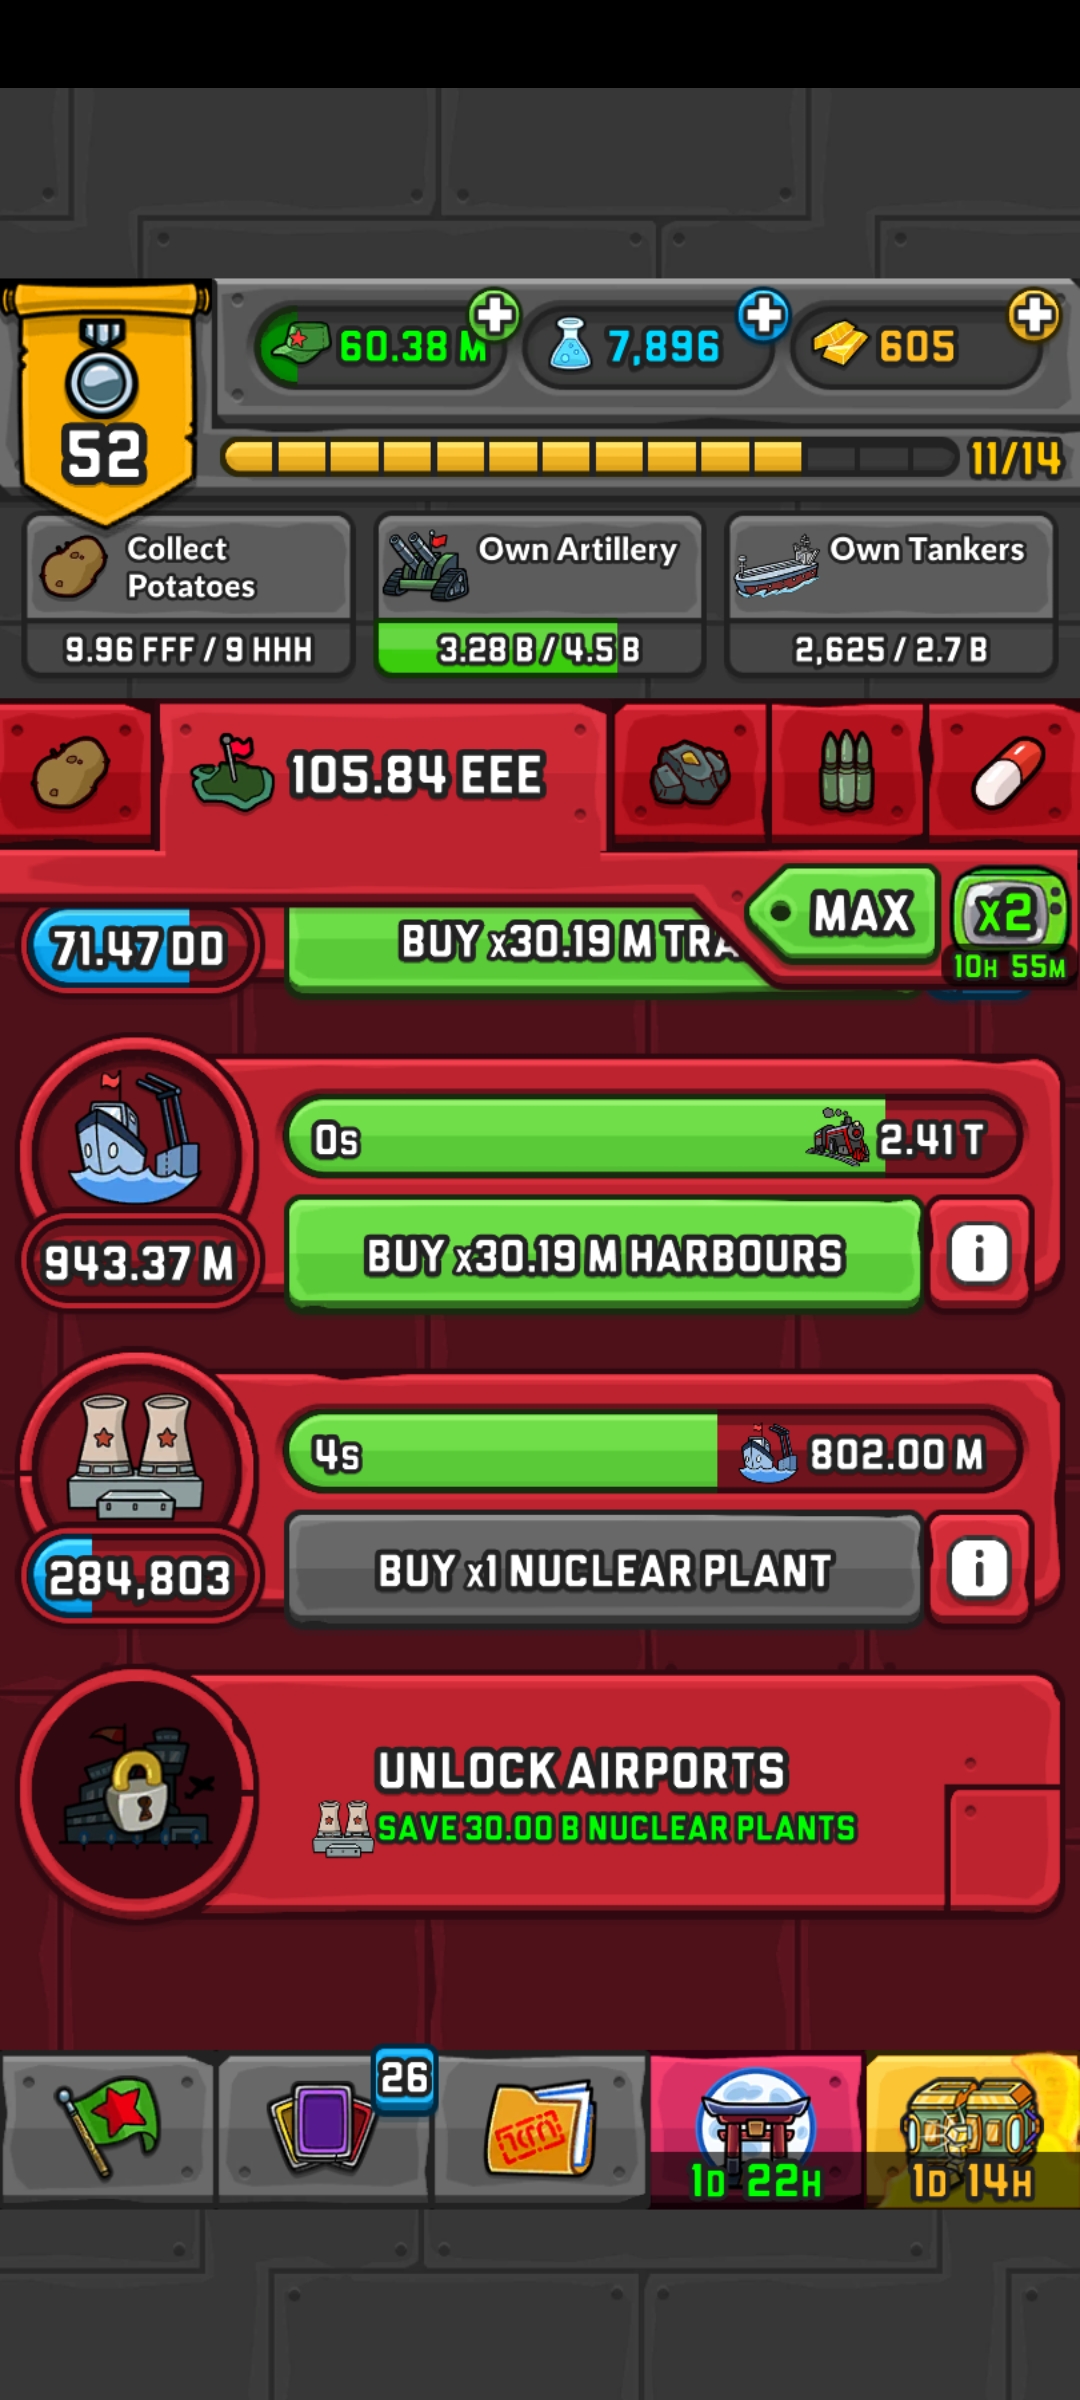 60.38 M
7,896
605
52
11/14
Collect
Potatoes
9.96 FFF / 9 HHH
Own Artillery
3.28 B / 4.5 B
Own Tankers
2,625 / 2.7 B
105.84 EEE
MAX
x2
10H 55M
71.47 DD
BUY x30.19 M TRA
0s
2.41 T
943.37 M
BUY x30.19 M HARBOURS
i
4s
802.00 M
284,803
BUY x1 NUCLEAR PLANT
i
UNLOCK AIRPORTS
SAVE 30.00 B NUCLEAR PLANTS
26
1D 22H
1D 14H